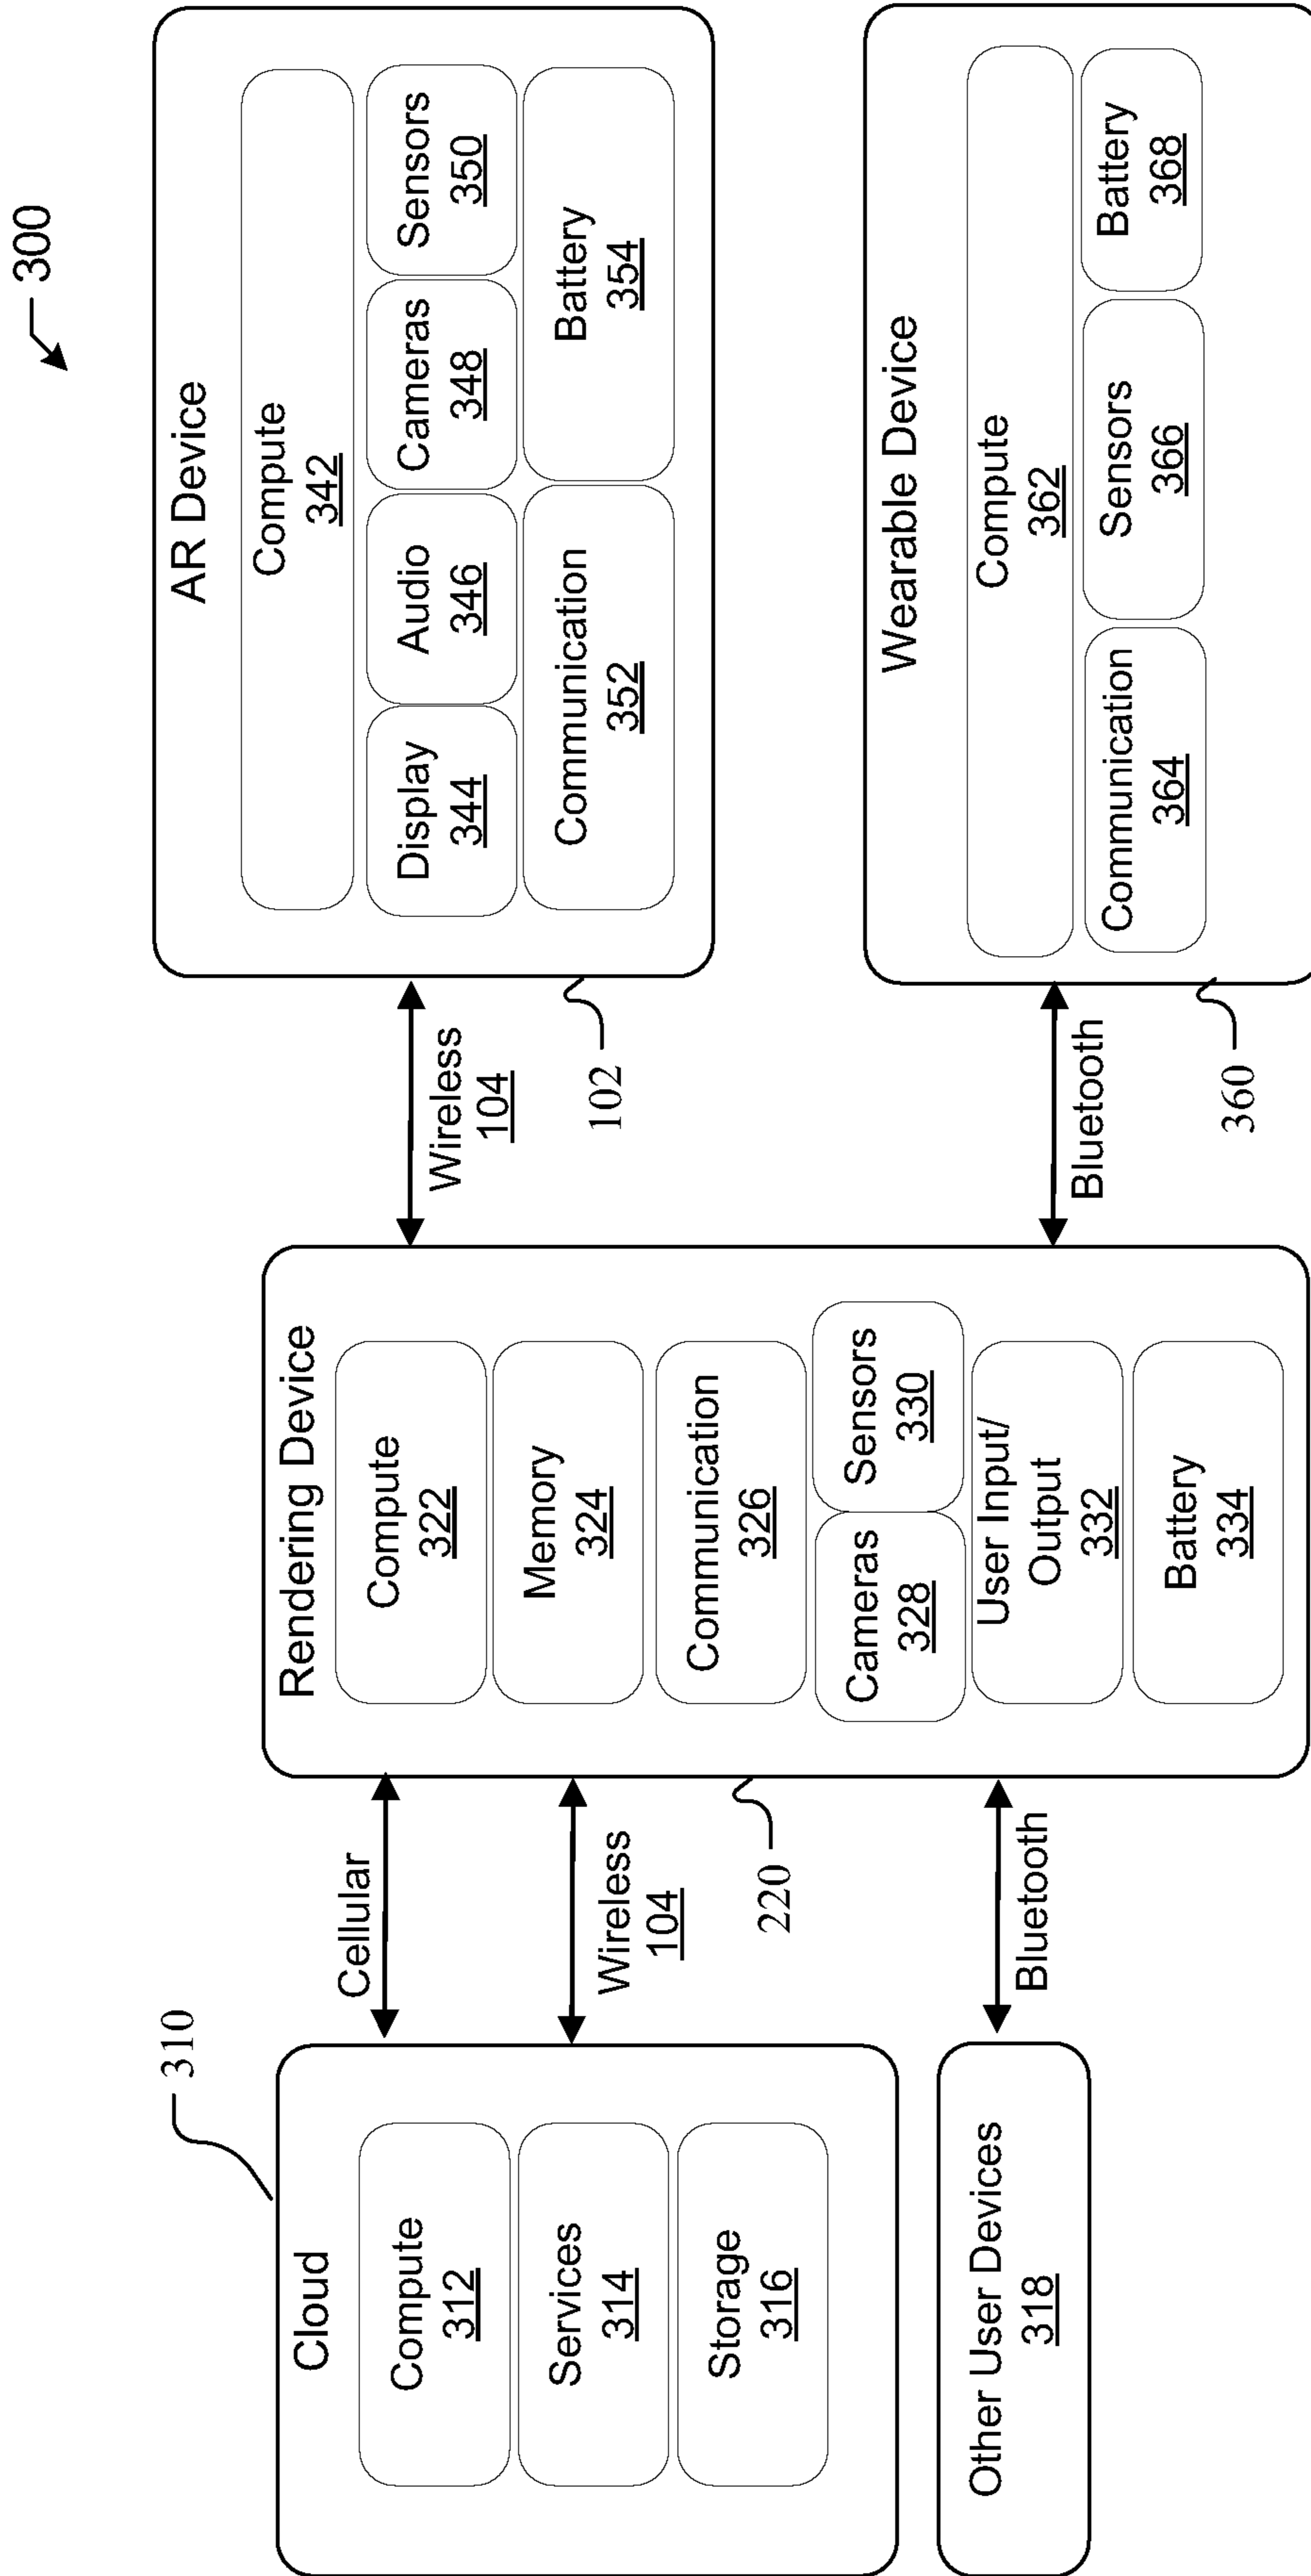 300
310
Cloud
Compute
312
Services
314
Storage
316
Other User Devices
318
Cellular
Wireless
104
220
Bluetooth
Rendering Device
Compute
322
Memory
324
Communication
326
Cameras
328
Sensors
330
User Input/
Output
332
Battery
334
Wireless
104
102
Bluetooth
360
AR Device
Compute
342
Display
344
Audio
346
Cameras
348
Sensors
350
Communication
352
Battery
354
Wearable Device
Compute
362
Communication
364
Sensors
366
Battery
368